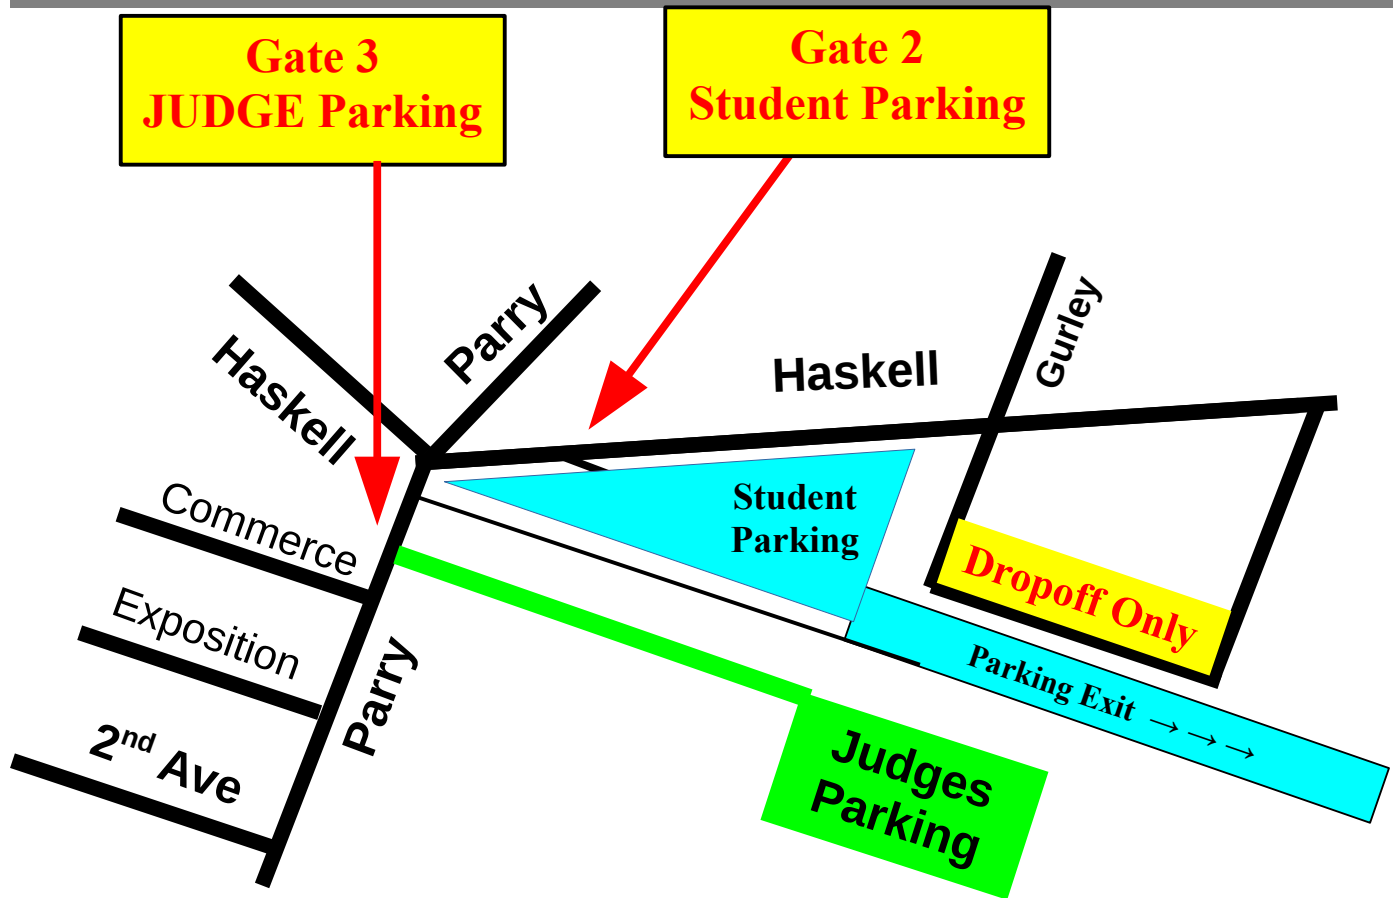 Gate 3
JUDGE Parking
Gate 2
Student Parking
Haskell
Parry
Haskell
Gurley
Commerce
Exposition
2nd Ave
Parry
Student
Parking
Dropoff Only
Parking Exit →→→
Judges
Parking